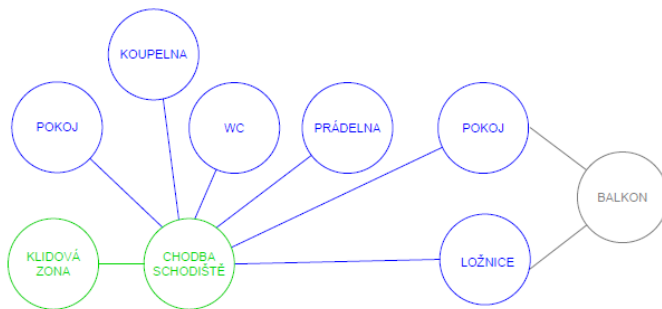 KOUPELNA
POKOJ
WC
PRÁDELNA
POKOJ
BALKON
KLIDOVÁ
ZONA
CHODBA
SCHODIŠTĚ
LOŽNICE